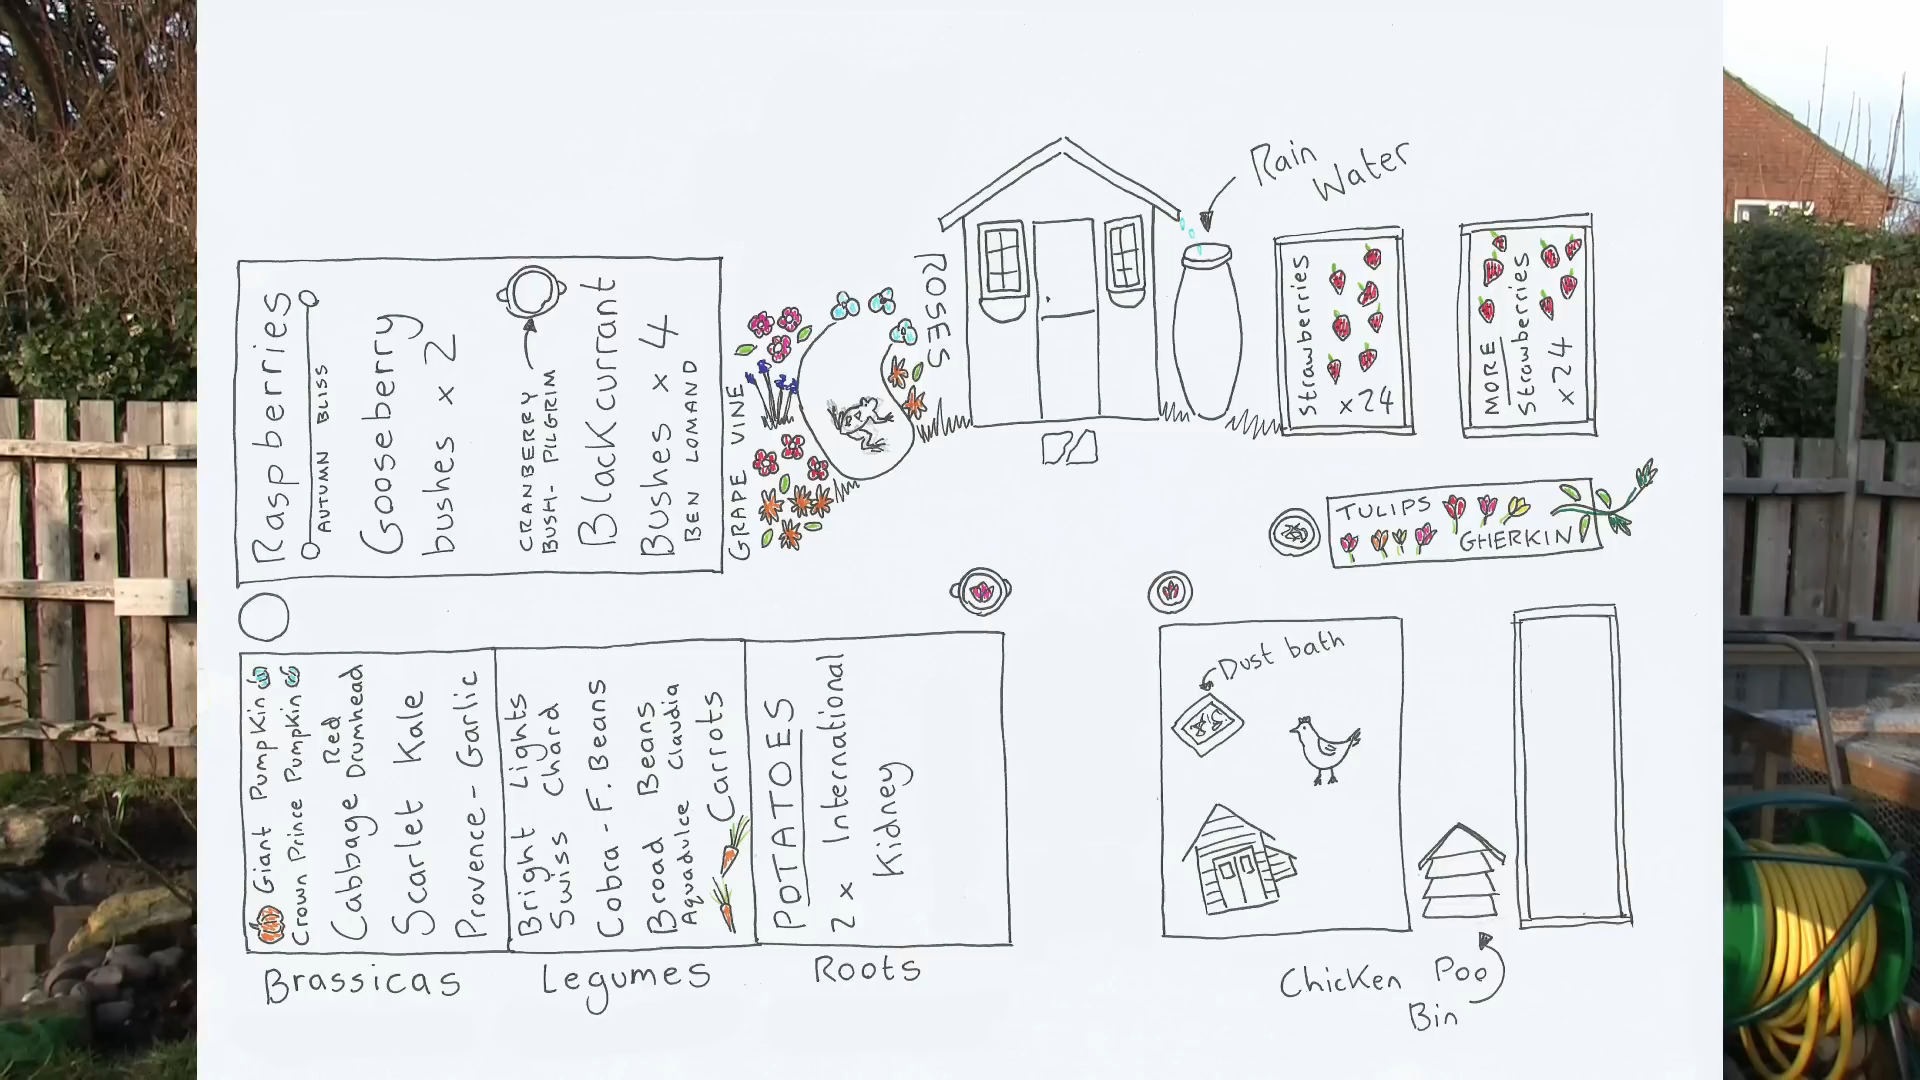 Rain
Water
Raspberries
AUTUMN BLISS
Gooseberry
bushes x 2
CRANBERRY
BUSH - PILGRIM
Blackcurrant
Bushes x 4
BEN LOMAND
GRAPE VINE
ROSES
Strawberries
x24
MORE
Strawberries
x24
TULIPS
GHERKIN
Giant Pumpkin
Crown Prince Pumpkin
Cabbage Red
Drumhead
Scarlet Kale
Provence - Garlic
Bright Lights
Swiss Chard
Cobra - F. Beans
Broad Beans
Aquadulce Claudia
Carrots
POTATOES
2 x International
Kidney
Dust bath
Brassicas
Legumes
Roots
Chicken Poo
Bin